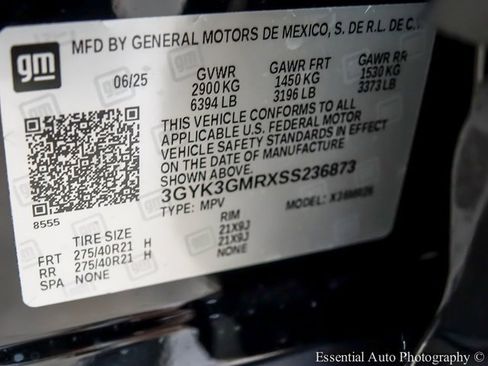 gm
MFD BY GENERAL MOTORS DE MEXICO, S. DE R.L. DE C.
06/25 GVWR GAWR FRT GAWR RR
2900 KG 1450 KG 1530 KG
6394 LB 3196 LB 3373 LB
THIS VEHICLE CONFORMS TO ALL
APPLICABLE U.S. FEDERAL MOTOR
VEHICLE SAFETY STANDARDS IN EFFECT
ON THE DATE OF MANUFACTURE
3GYK3GMRXSS236873
8555
TYPE: MPV MODEL:
TIRE SIZE RIM
FRT 275/40R21 H 21X9J
RR 275/40R21 H 21X9J
SPA NONE NONE
Essential Auto Photography ©